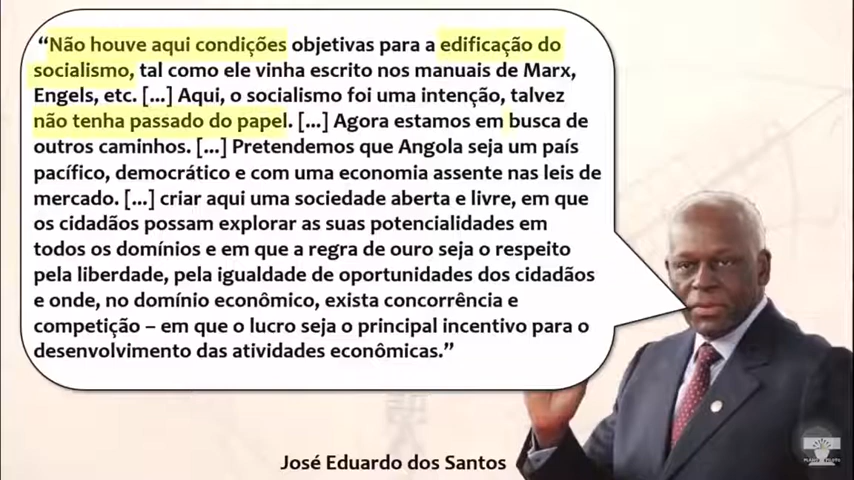 “Não houve aqui condições objetivas para a edificação do
socialismo, tal como ele vinha escrito nos manuais de Marx,
Engels, etc. [...] Aqui, o socialismo foi uma intenção, talvez
não tenha passado do papel. [...] Agora estamos em busca de
outros caminhos. [...] Pretendemos que Angola seja um país
pacífico, democrático e com uma economia assente nas leis de
mercado. [...] criar aqui uma sociedade aberta e livre, em que
os cidadãos possam explorar as suas potencialidades em
todos os domínios e em que a regra de ouro seja o respeito
pela liberdade, pela igualdade de oportunidades dos cidadãos
e onde, no domínio econômico, exista concorrência e
competição – em que o lucro seja o principal incentivo para o
desenvolvimento das atividades econômicas.”
José Eduardo dos Santos